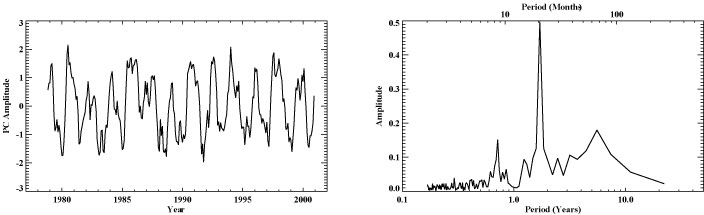 Period (Months)
10 100
3
2
1
0
-1
-2
-3
PC Amplitude
1980 1985 1990 1995 2000
Year
0.5
0.4
0.3
0.2
0.1
0.0
Amplitude
0.1 1.0 10.0
Period (Years)